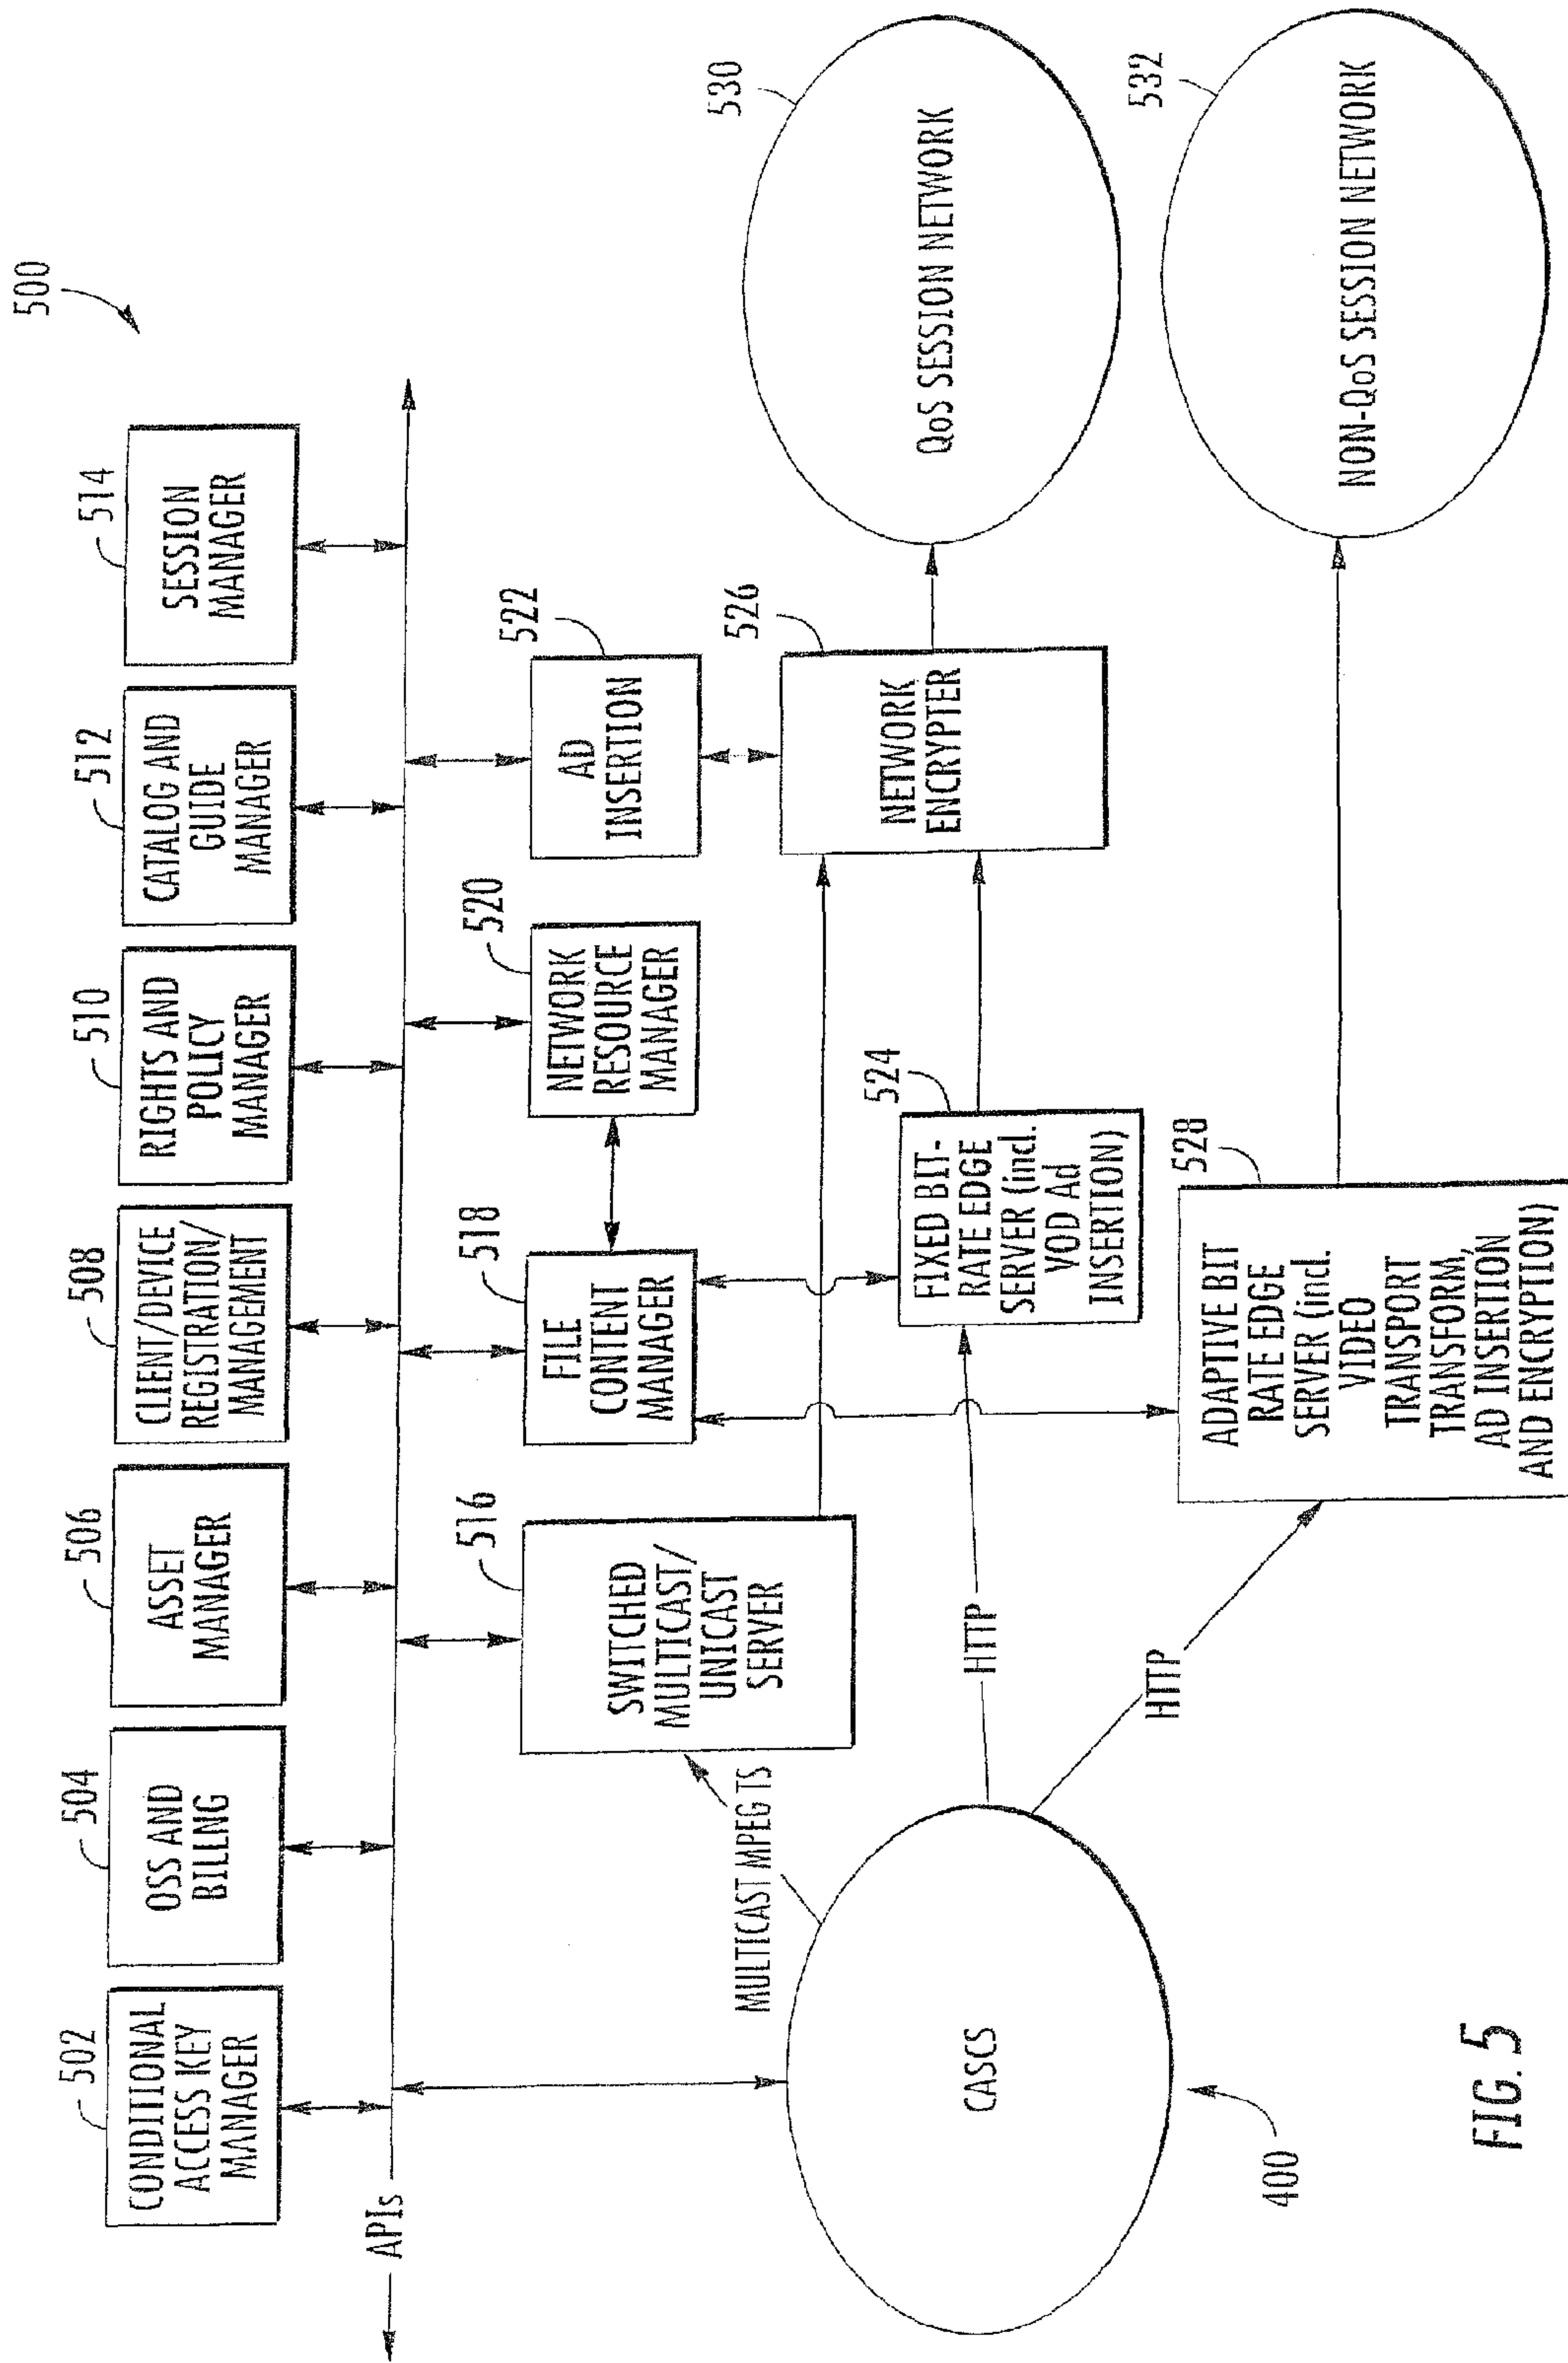 500
502
CONDITIONAL
ACCESS KEY
MANAGER
504
OSS AND
BILLNG
506
ASSET
MANAGER
508
CLIENT/DEVICE
REGISTRATION/
MANAGEMENT
510
RIGHTS AND
POLICY
MANAGER
512
CATALOG AND
GUIDE
MANAGER
514
SESSION
MANAGER
APIs
516
SWITCHED
MULTICAST/
UNICAST
SERVER
518
FILE
CONTENT
MANAGER
520
NETWORK
RESOURCE
MANAGER
522
AD
INSERTION
MULTICAST MPEG TS
526
NETWORK
ENCRYPTER
530
QoS SESSION NETWORK
CASCS
400
HTTP
524
FIXED BIT-
RATE EDGE
SERVER (incl.
VOD Ad
INSERTION)
HTTP
528
ADAPTIVE BIT
RATE EDGE
SERVER (incl.
VIDEO
TRANSPORT
TRANSFORM,
AD INSERTION
AND ENCRYPTION)
532
NON-QoS SESSION NETWORK
FIG. 5